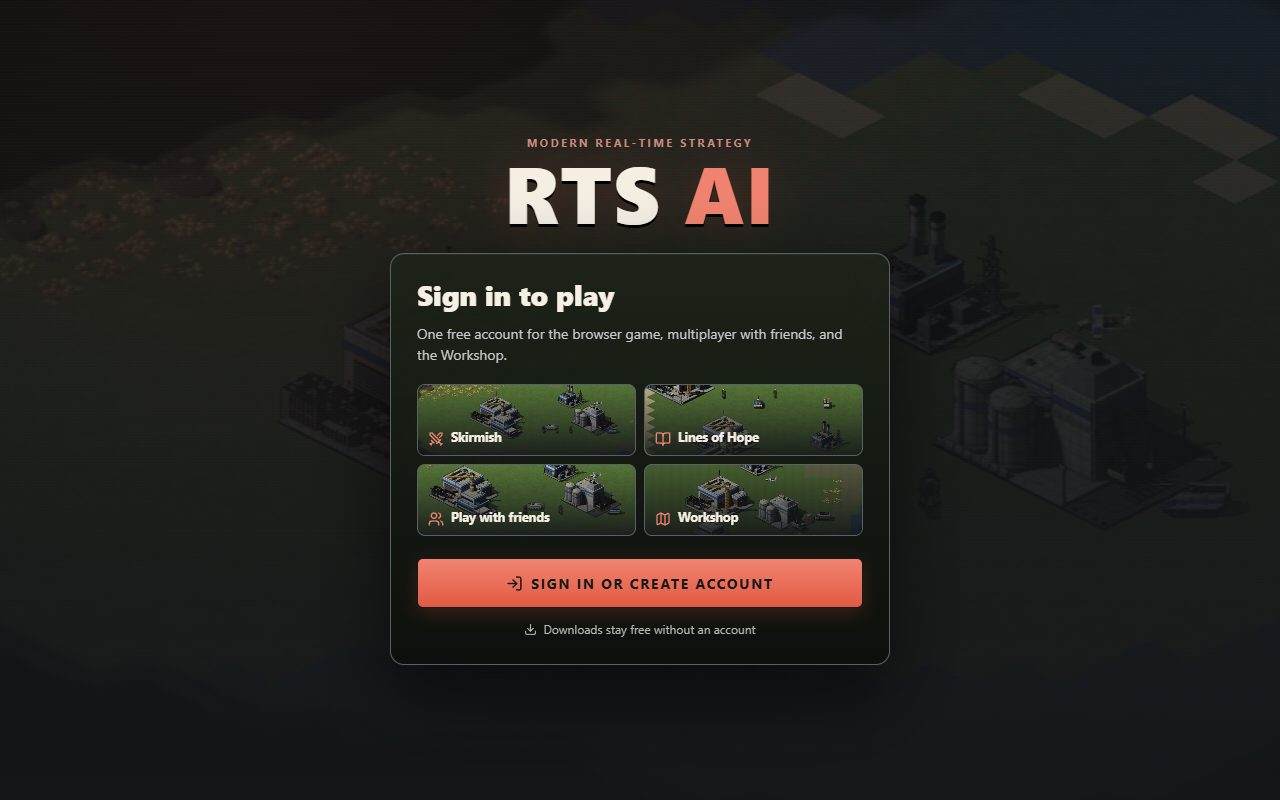 MODERN REAL-TIME STRATEGY
RTS AI
Sign in to play
One free account for the browser game, multiplayer with friends, and
the Workshop.
Skirmish
Lines of Hope
Play with friends
Workshop
SIGN IN OR CREATE ACCOUNT
Downloads stay free without an account